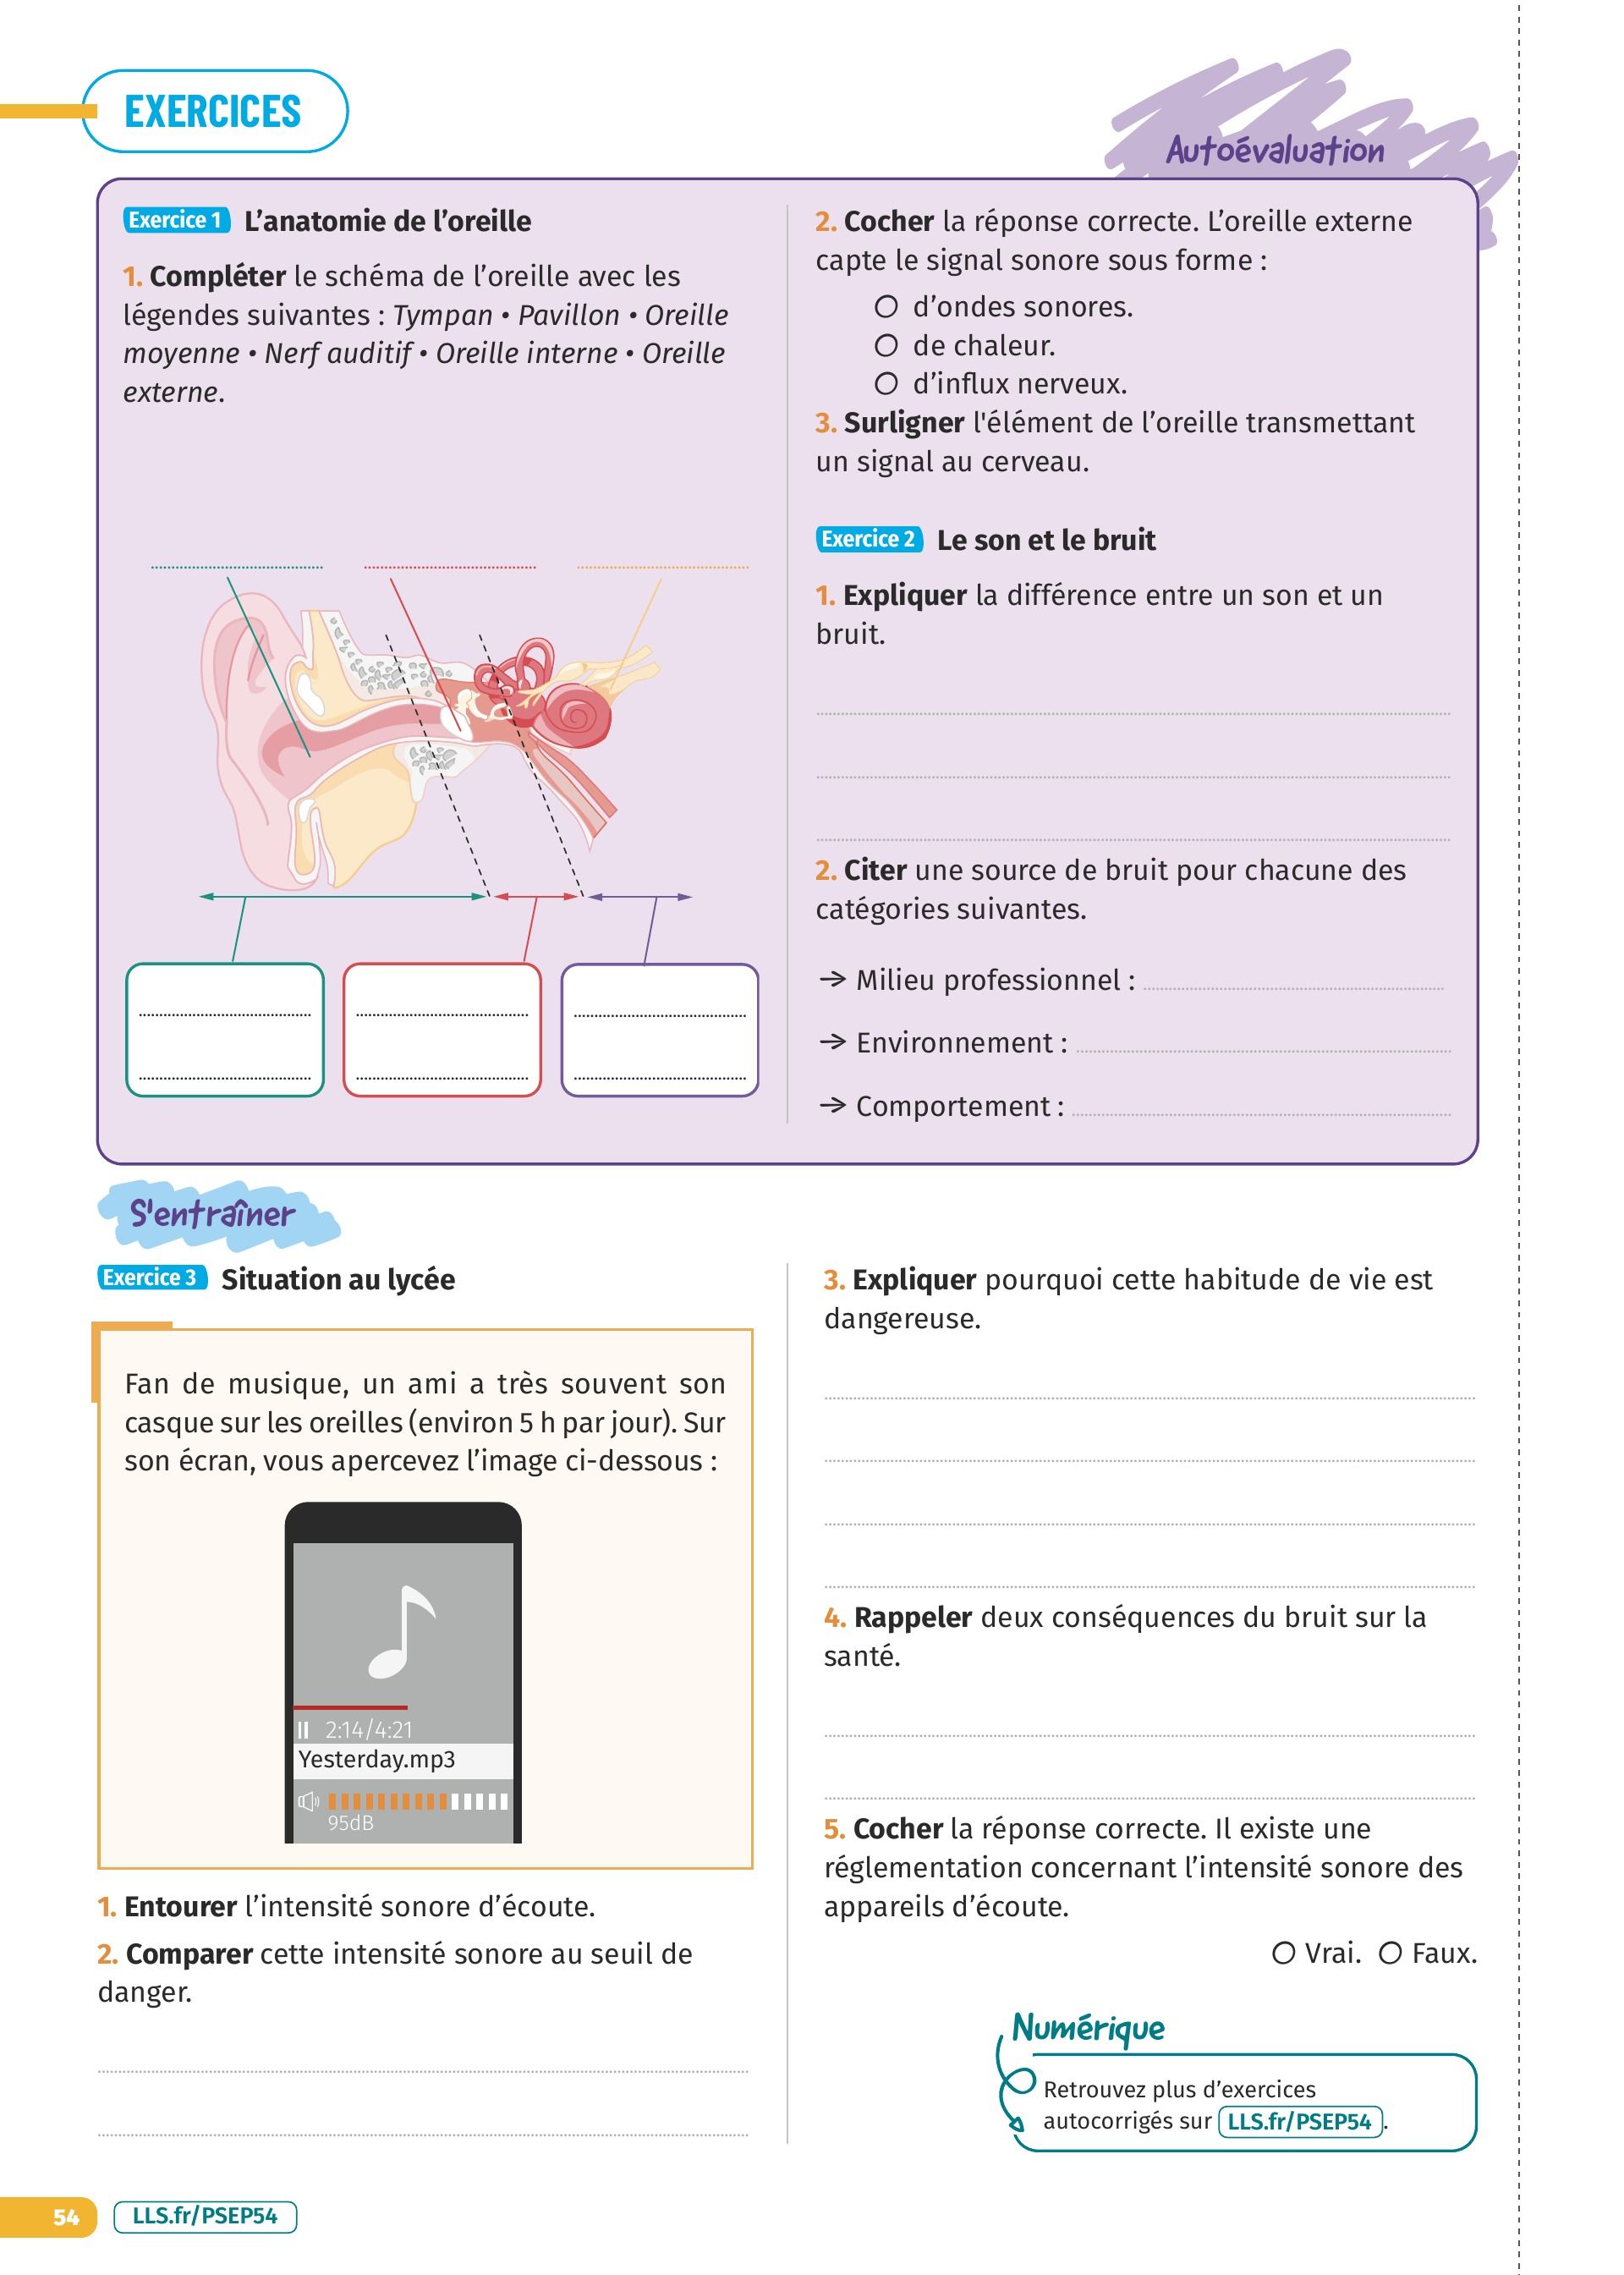 EXERCICES
Autoévaluation
Exercice 1 L’anatomie de l’oreille
1. Compléter le schéma de l’oreille avec les
légendes suivantes : Tympan • Pavillon • Oreille
moyenne • Nerf auditif • Oreille interne • Oreille
externe.
2. Cocher la réponse correcte. L’oreille externe
capte le signal sonore sous forme :
d’ondes sonores.
de chaleur.
d’influx nerveux.
3. Surligner l'élément de l’oreille transmettant
un signal au cerveau.
Exercice 2 Le son et le bruit
1. Expliquer la différence entre un son et un
bruit.
2. Citer une source de bruit pour chacune des
catégories suivantes.
→ Milieu professionnel :
→ Environnement :
→ Comportement :
S'entraîner
Exercice 3 Situation au lycée
Fan de musique, un ami a très souvent son
casque sur les oreilles (environ 5 h par jour). Sur
son écran, vous apercevez l’image ci-dessous :
2:14/4:21
Yesterday.mp3
95dB
1. Entourer l’intensité sonore d’écoute.
2. Comparer cette intensité sonore au seuil de
danger.
3. Expliquer pourquoi cette habitude de vie est
dangereuse.
4. Rappeler deux conséquences du bruit sur la
santé.
5. Cocher la réponse correcte. Il existe une
réglementation concernant l’intensité sonore des
appareils d’écoute.
Vrai. Faux.
Numérique
Retrouvez plus d’exercices
autocorrigés sur LLS.fr/PSEP54.
54 LLS.fr/PSEP54